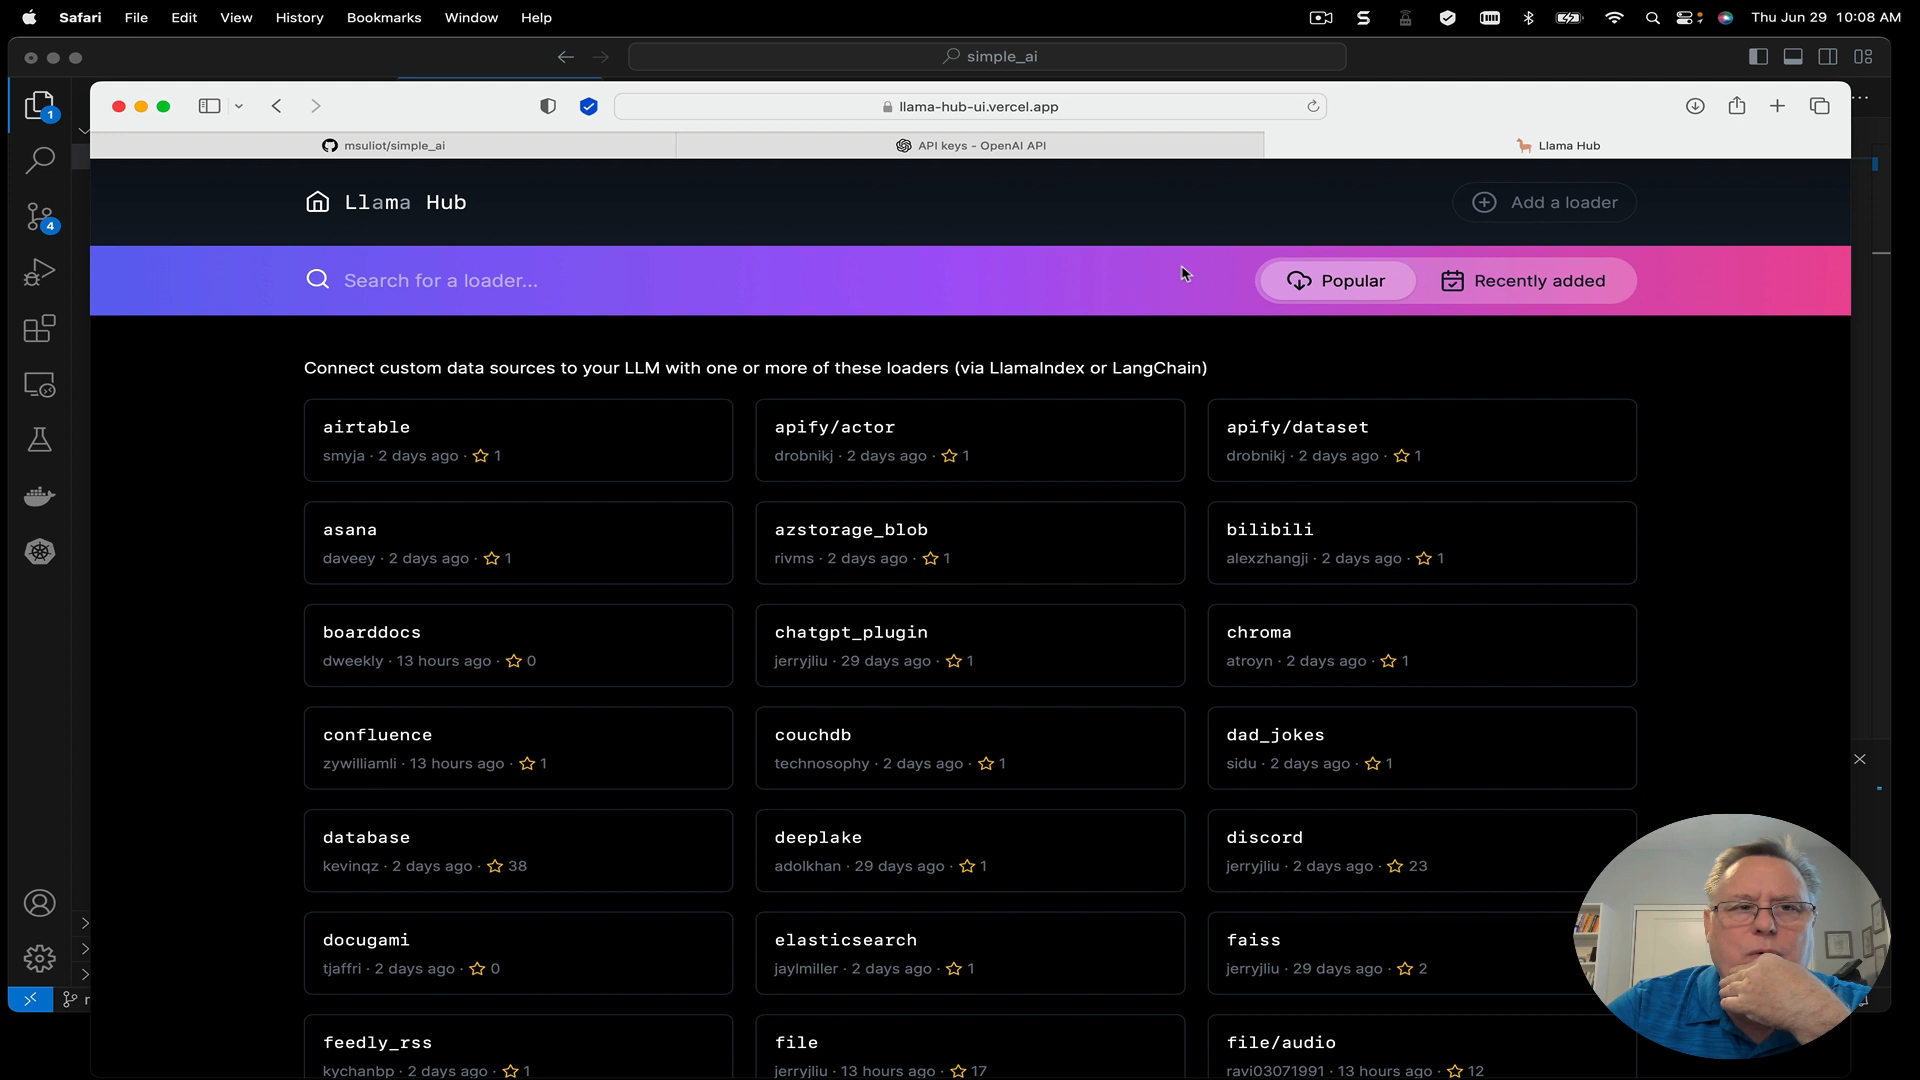 Safari File Edit View History Bookmarks Window Help Thu Jun 29 10:08 AM
simple_ai
1
llama-hub-ui.vercel.app
msuliot/simple_ai API keys - OpenAI API Llama Hub
Llama Hub Add a loader
4
Search for a loader... Popular Recently added
Connect custom data sources to your LLM with one or more of these loaders (via LlamaIndex or LangChain)
airtable apify/actor apify/dataset
smyja · 2 days ago · 1 drobnikj · 2 days ago · 1 drobnikj · 2 days ago · 1
asana azstorage_blob bilibili
daveey · 2 days ago · 1 rivms · 2 days ago · 1 alexzhangji · 2 days ago · 1
boarddocs chatgpt_plugin chroma
dweekly · 13 hours ago · 0 jerryjliu · 29 days ago · 1 atroyn · 2 days ago · 1
confluence couchdb dad_jokes
zywilliamli · 13 hours ago · 1 technosophy · 2 days ago · 1 sidu · 2 days ago · 1
database deeplake discord
kevinqz · 2 days ago · 38 adolkhan · 29 days ago · 1 jerryjliu · 2 days ago · 23
docugami elasticsearch faiss
tjaffri · 2 days ago · 0 jaylmiller · 2 days ago · 1 jerryjliu · 29 days ago · 2
feedly_rss file file/audio
kychanbp · 2 days ago · 1 jerryjliu · 13 hours ago · 17 ravi03071991 · 13 hours ago · 12